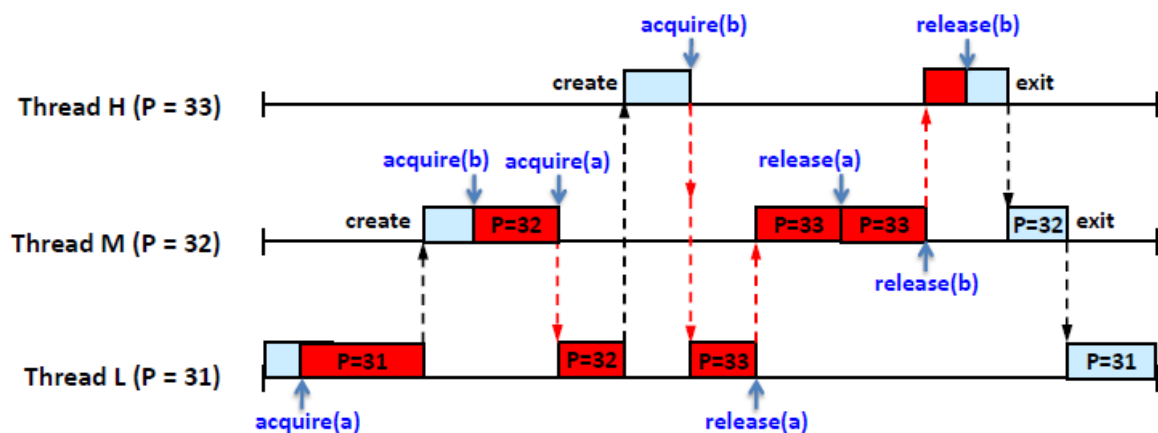 acquire(b)
release(b)
create
exit
Thread H (P = 33)
acquire(b)
acquire(a)
release(a)
create
P=32
P=33
P=33
P=32
exit
Thread M (P = 32)
release(b)
P=31
P=32
P=33
P=31
Thread L (P = 31)
acquire(a)
release(a)